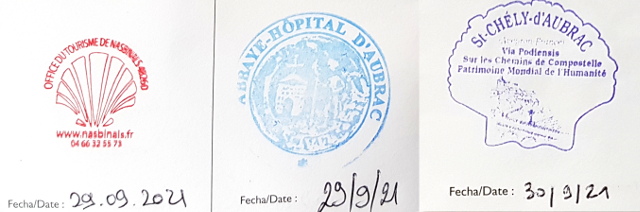 OFFICE DU TOURISME DE NASBINALS 48260
www.nasbinals.fr
04 66 32 55 73
Fecha/Date : 29.09.2021
ABBAYE-HÔPITAL D'AUBRAC
Fecha/Date : 29/9/21
St-CHÉLY-d'AUBRAC
Via Podiensis
Sur les Chemins de Compostelle
Patrimoine Mondial de l'Humanité
Fecha/Date : 30/9/21